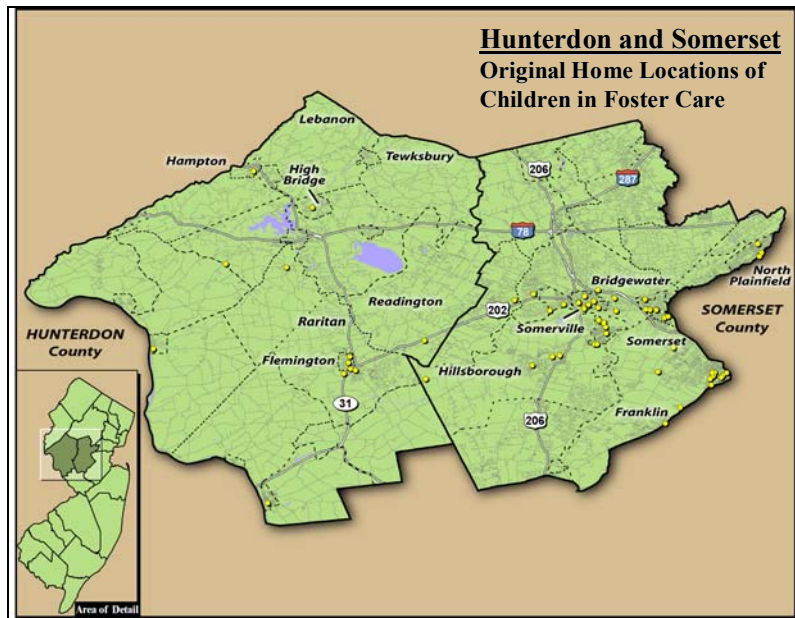 Hunterdon and Somerset
Original Home Locations of
Children in Foster Care
Lebanon
Tewksbury
Hampton
High
Bridge
206
287
78
North
Plainfield
Bridgewater
Readington
202
SOMERSET
County
Raritan
Somerville
Somerset
HUNTERDON
County
Flemington
Hillsborough
31
Franklin
206
Area of Detail